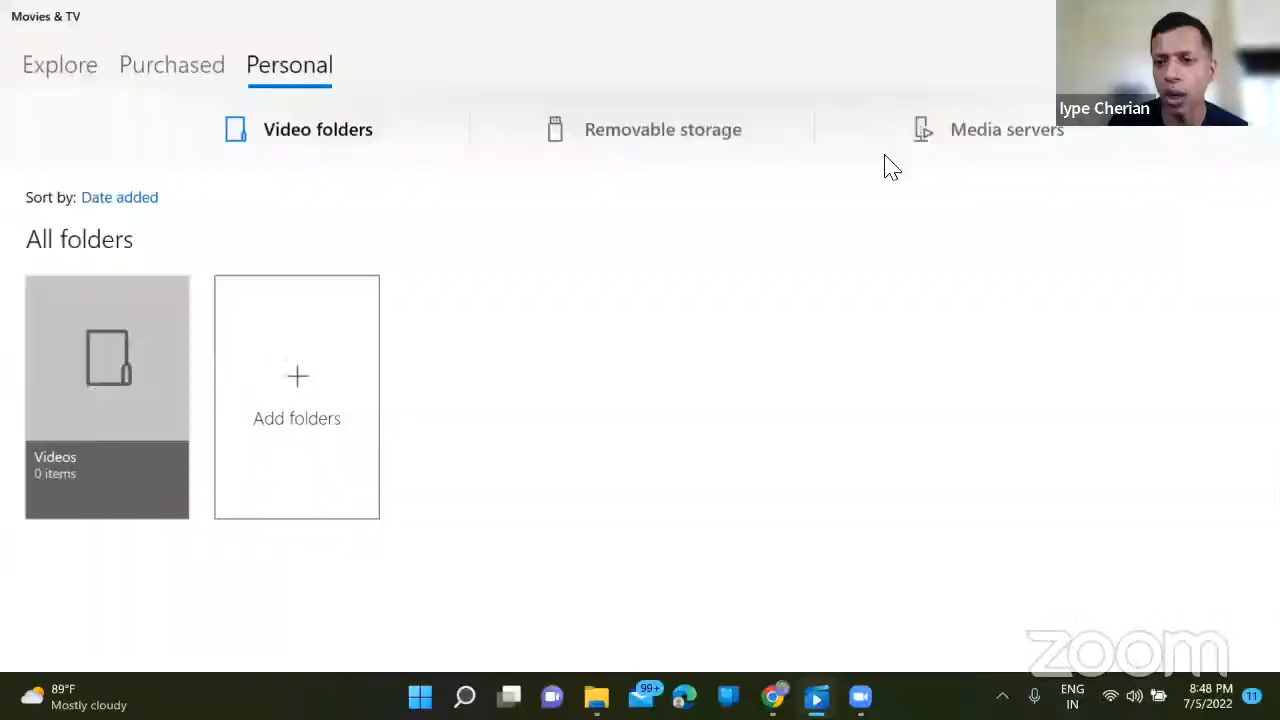 Movies & TV
Explore Purchased Personal
Iype Cherian
Video folders Removable storage Media servers
Sort by: Date added
All folders
Add folders
Videos
0 items
zoom
89°F
Mostly cloudy
99+
ENG
IN
8:48 PM
7/5/2022
11